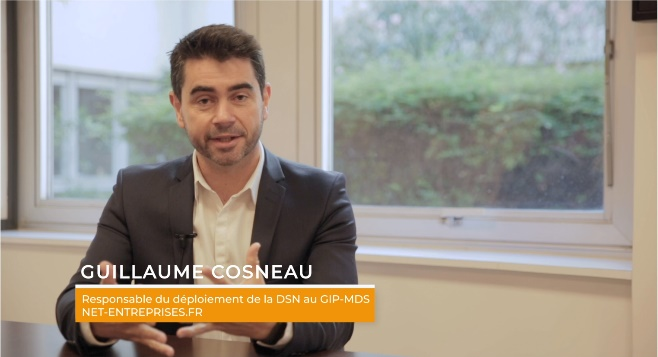 GUILLAUME COSNEAU
Responsable du déploiement de la DSN au GIP-MDS
NET-ENTREPRISES.FR